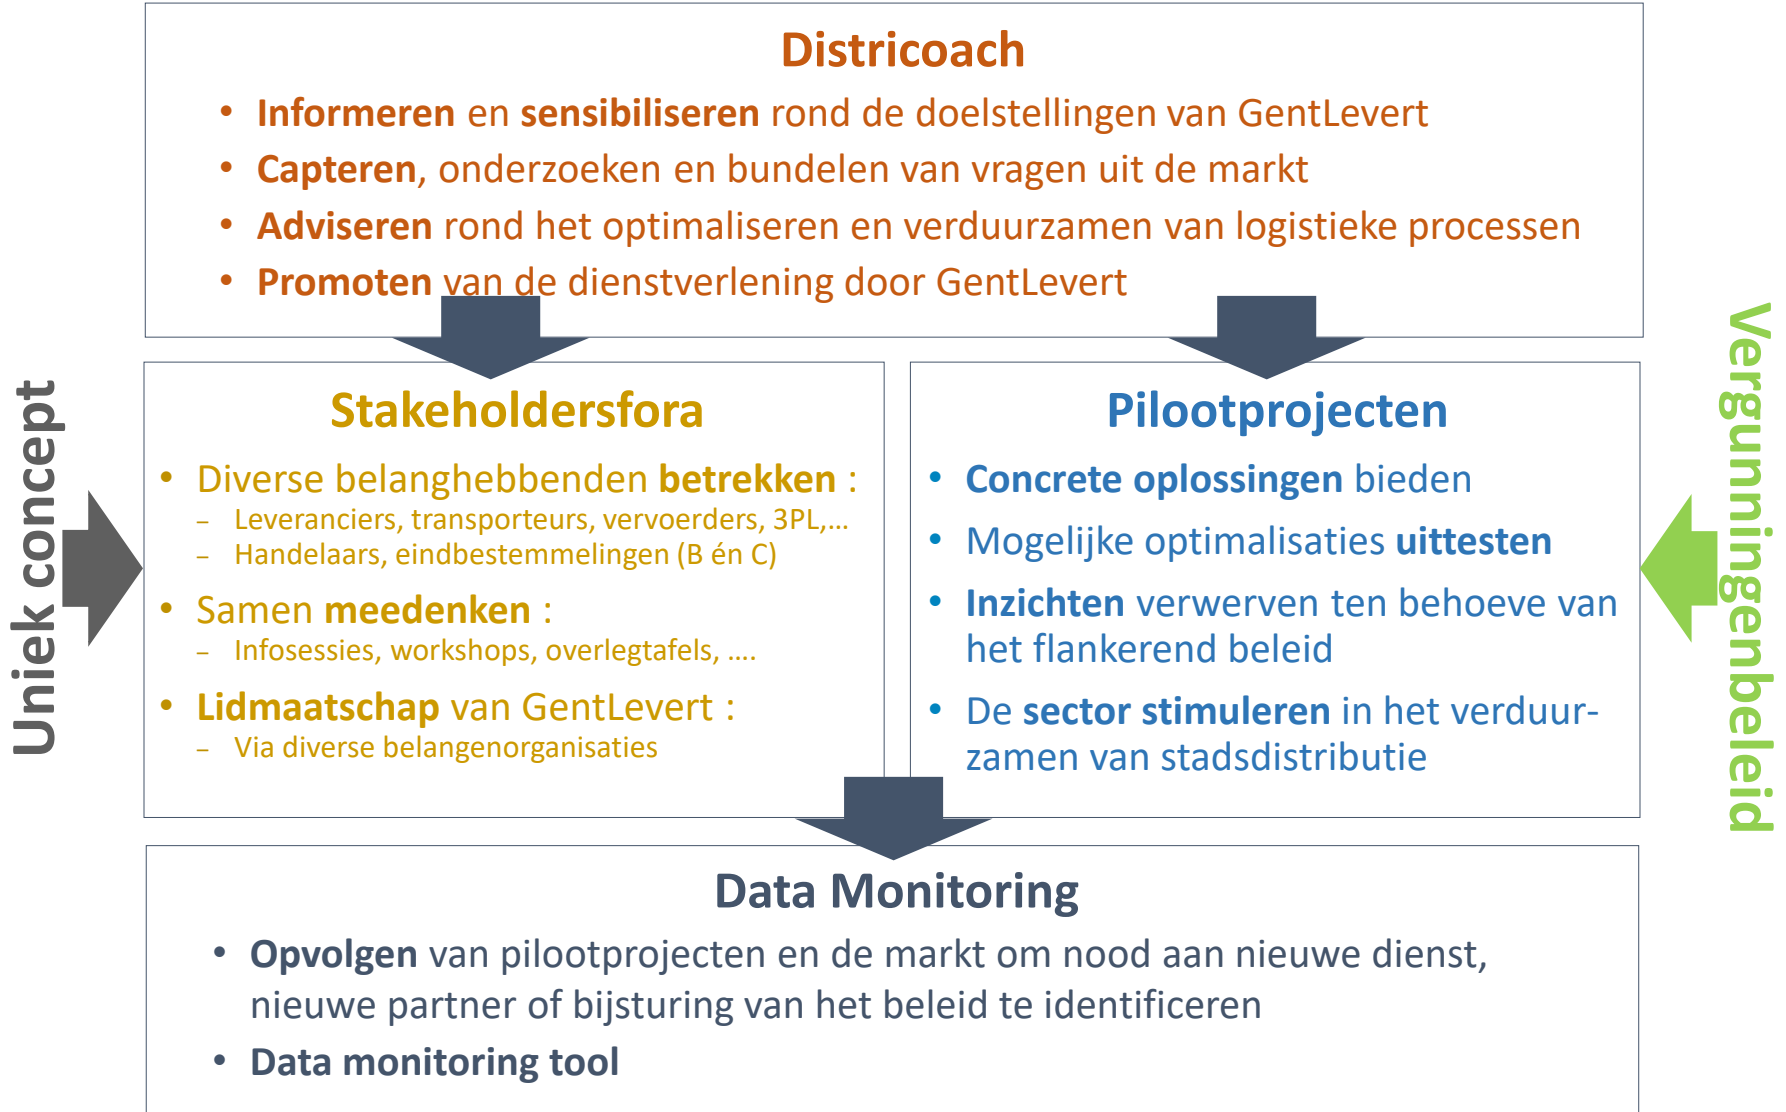 Districoach
• Informeren en sensibiliseren rond de doelstellingen van GentLevert
• Capteren, onderzoeken en bundelen van vragen uit de markt
• Adviseren rond het optimaliseren en verduurzamen van logistieke processen
• Promoten van de dienstverlening door GentLevert
Uniek concept
Stakeholdersfora
• Diverse belanghebbenden betrekken :
– Leveranciers, transporteurs, vervoerders, 3PL,...
– Handelaars, eindbestemmelingen (B én C)
• Samen meedenken :
– Infosessies, workshops, overlegtafels, ....
• Lidmaatschap van GentLevert :
– Via diverse belangenorganisaties
Pilootprojecten
• Concrete oplossingen bieden
• Mogelijke optimalisaties uittesten
• Inzichten verwerven ten behoeve van
het flankerend beleid
• De sector stimuleren in het verduur-
zamen van stadsdistributie
Vergunningenbeleid
Data Monitoring
• Opvolgen van pilootprojecten en de markt om nood aan nieuwe dienst,
nieuwe partner of bijsturing van het beleid te identificeren
• Data monitoring tool